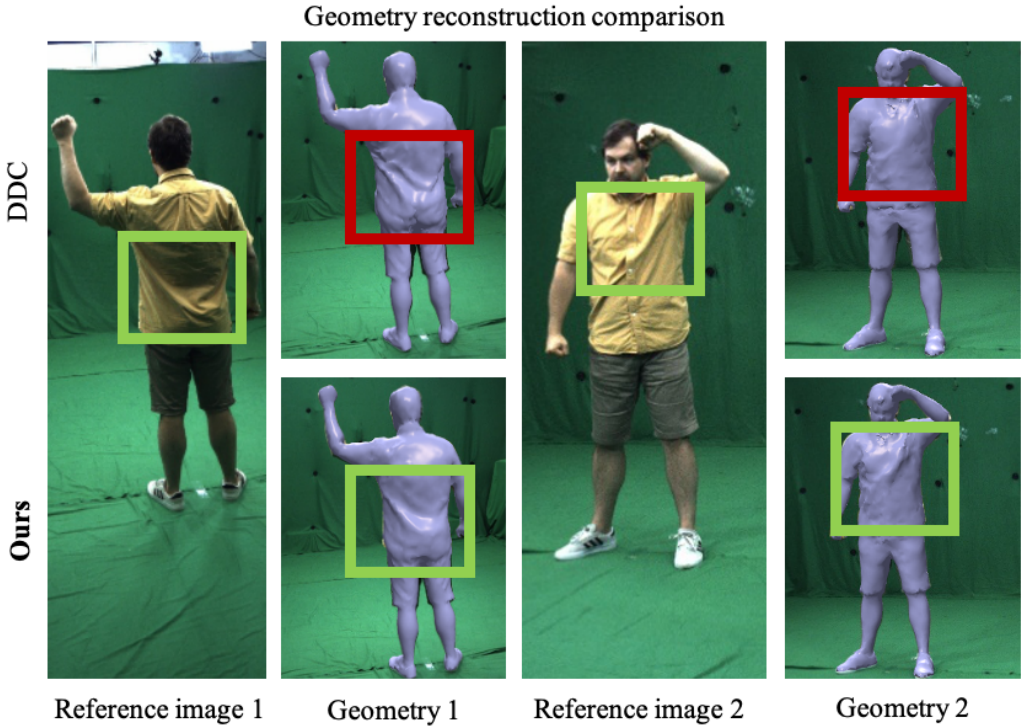 Geometry reconstruction comparison
DDC
Ours
Reference image 1
Geometry 1
Reference image 2
Geometry 2